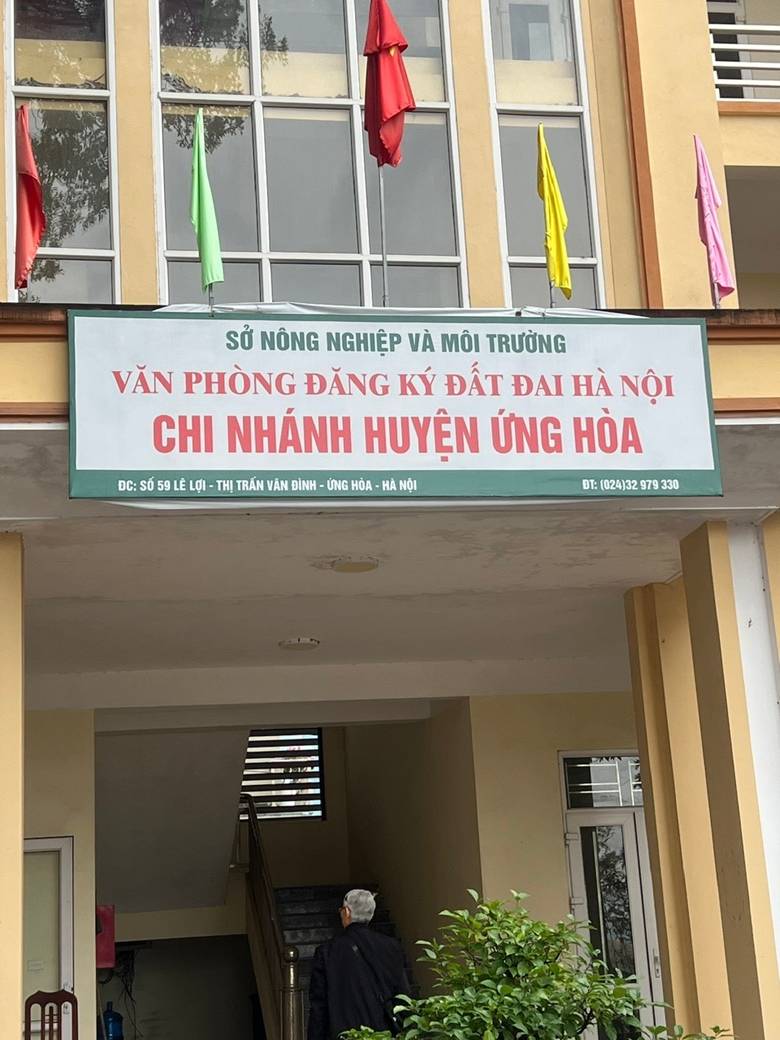 SỞ NÔNG NGHIỆP VÀ MÔI TRƯỜNG
VĂN PHÒNG ĐĂNG KÝ ĐẤT ĐAI HÀ NỘI
CHI NHÁNH HUYỆN ỨNG HÒA
ĐC: SỐ 59 LÊ LỢI - THỊ TRẤN VÂN ĐÌNH - ỨNG HÒA - HÀ NỘI ĐT: (024)32 979 330